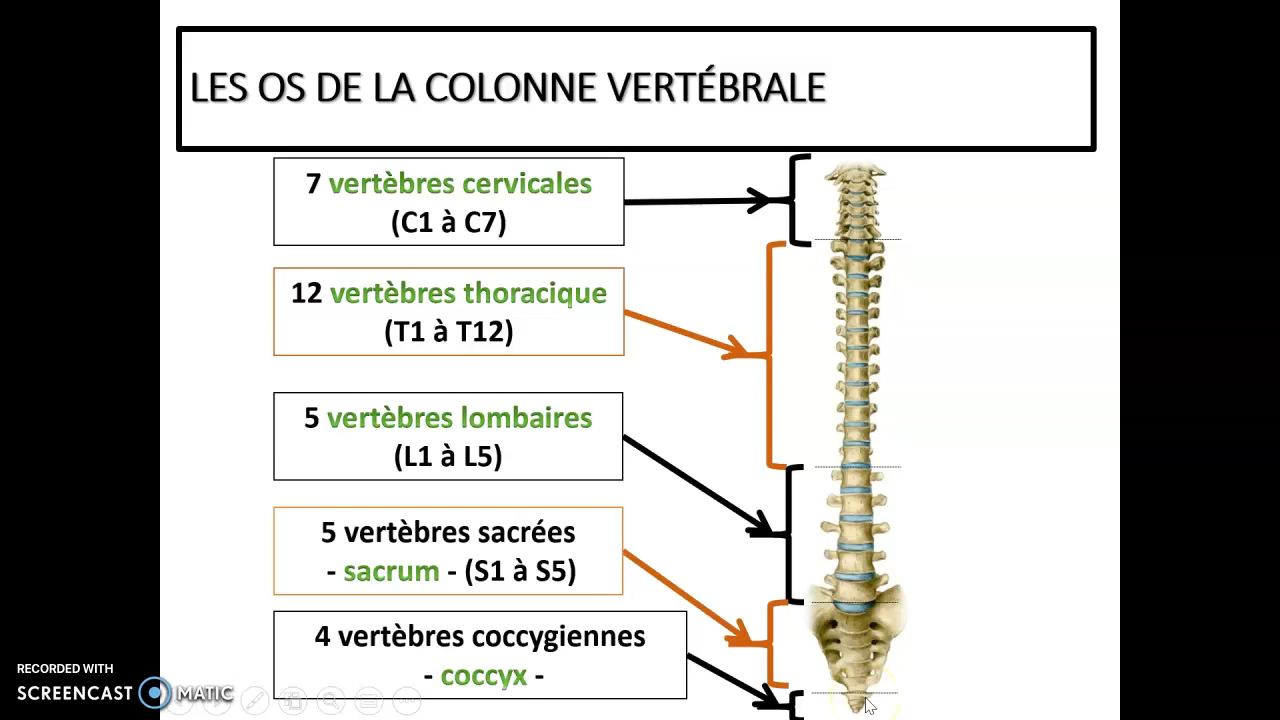 LES OS DE LA COLONNE VERTÉBRALE
7 vertèbres cervicales
(C1 à C7)
12 vertèbres thoracique
(T1 à T12)
5 vertèbres lombaires
(L1 à L5)
5 vertèbres sacrées
- sacrum - (S1 à S5)
4 vertèbres coccygiennes
- coccyx -
RECORDED WITH
SCREENCAST MATIC